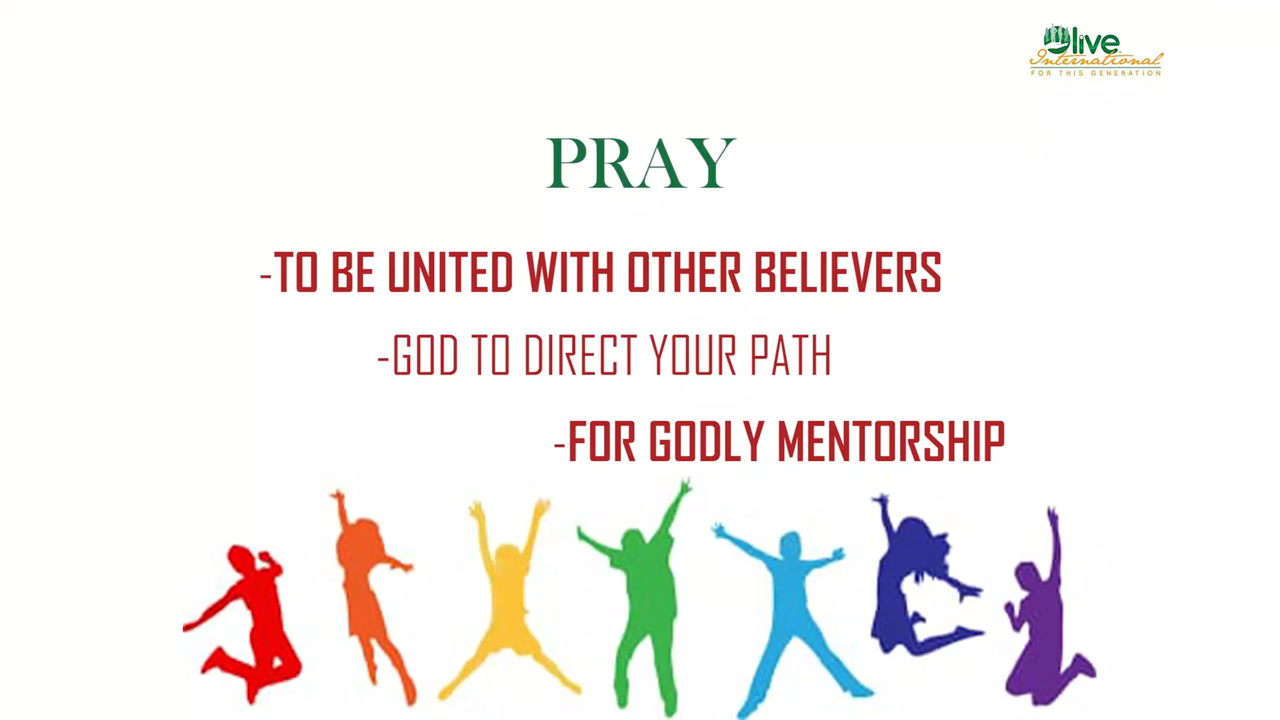 Olive
International
FOR THIS GENERATION
PRAY
-TO BE UNITED WITH OTHER BELIEVERS
-GOD TO DIRECT YOUR PATH
-FOR GODLY MENTORSHIP